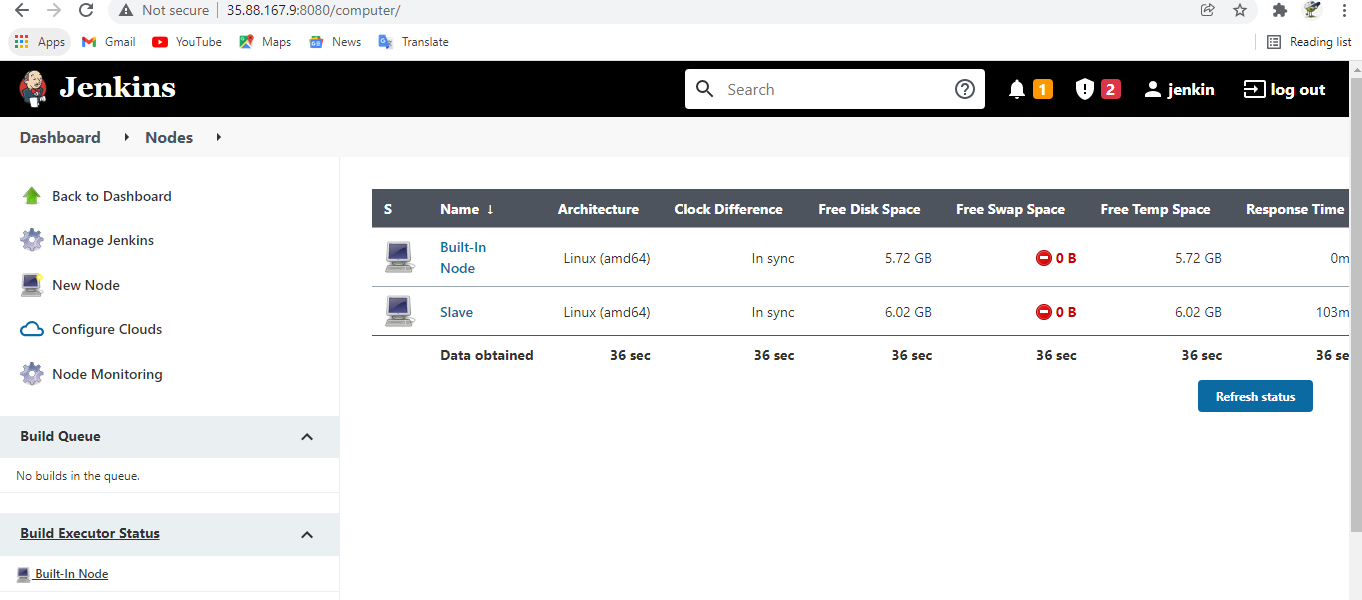 Not secure | 35.88.167.9:8080/computer/
Apps Gmail YouTube Maps News Translate Reading list
Jenkins Search 1 2 jenkin log out
Dashboard Nodes
Back to Dashboard
Manage Jenkins
New Node
Configure Clouds
Node Monitoring
Build Queue
No builds in the queue.
Build Executor Status
Built-In Node
S Name ↓ Architecture Clock Difference Free Disk Space Free Swap Space Free Temp Space Response Time
Built-In
Node
Linux (amd64) In sync 5.72 GB 0 B 5.72 GB 0m
Slave Linux (amd64) In sync 6.02 GB 0 B 6.02 GB 103m
Data obtained 36 sec 36 sec 36 sec 36 sec 36 sec 36 se
Refresh status